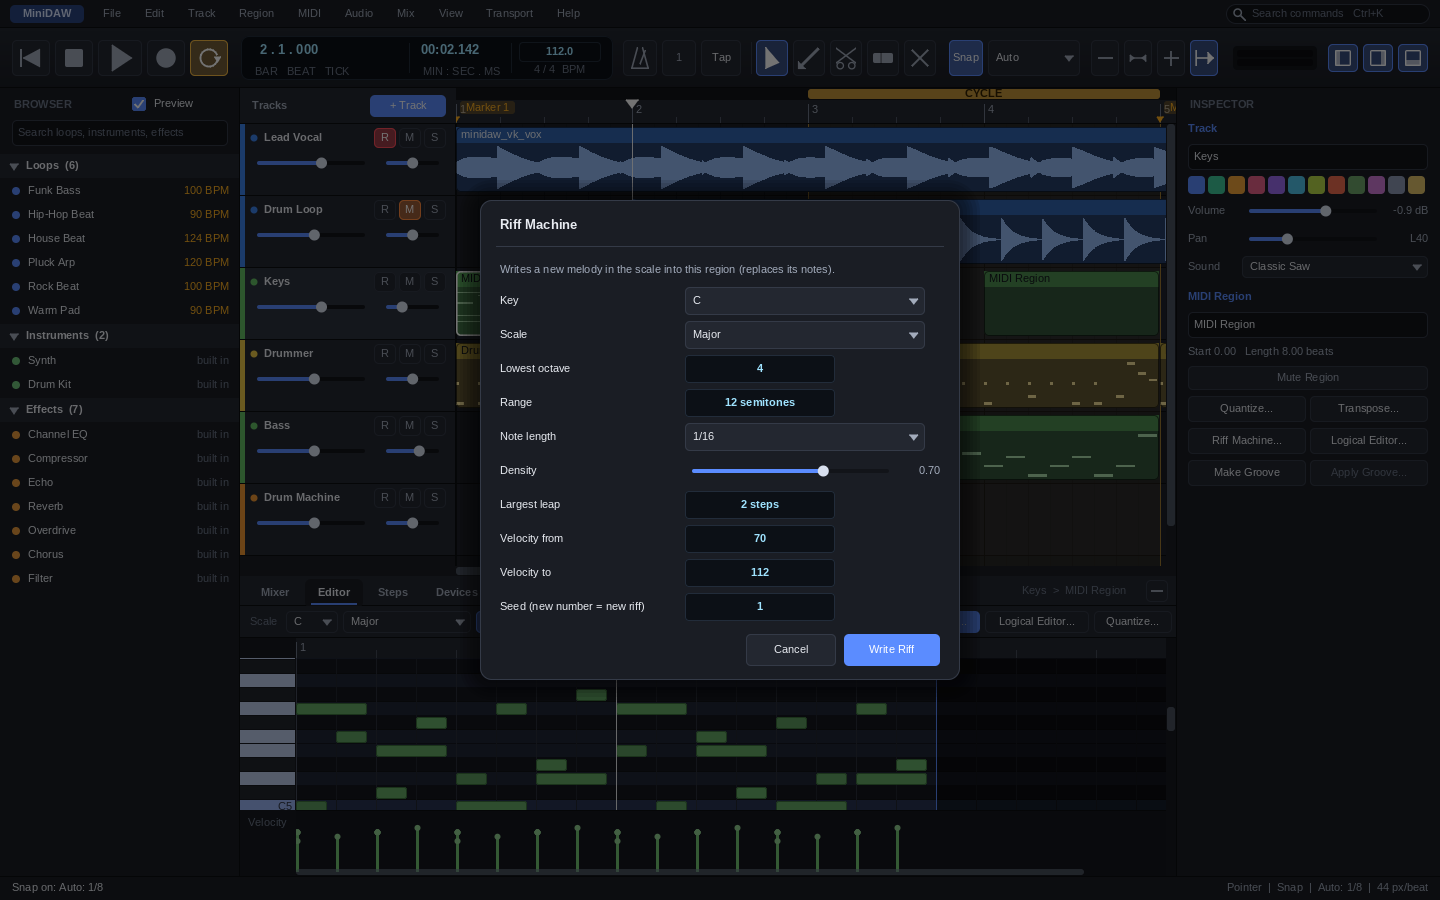 MiniDAW File Edit Track Region MIDI Audio Mix View Transport Help Search commands Ctrl+K
2 . 1 . 000 00:02.142 112.0
BAR BEAT TICK MIN : SEC . MS 4 / 4 BPM
1 Tap Snap Auto
BROWSER Preview
Search loops, instruments, effects
Loops (6)
Funk Bass 100 BPM
Hip-Hop Beat 90 BPM
House Beat 124 BPM
Pluck Arp 120 BPM
Rock Beat 100 BPM
Warm Pad 90 BPM
Instruments (2)
Synth built in
Drum Kit built in
Effects (7)
Channel EQ built in
Compressor built in
Echo built in
Reverb built in
Overdrive built in
Chorus built in
Filter built in
Tracks + Track
CYCLE
1 Marker 1 2 3 4 5
Lead Vocal R M S
minidaw_vk_vox
Drum Loop R M S
Keys R M S
MIDI Region
Drummer R M S
Bass R M S
Drum Machine R M S
Riff Machine
Writes a new melody in the scale into this region (replaces its notes).
Key C
Scale Major
Lowest octave 4
Range 12 semitones
Note length 1/16
Density 0.70
Largest leap 2 steps
Velocity from 70
Velocity to 112
Seed (new number = new riff) 1
Cancel Write Riff
INSPECTOR
Track
Keys
Volume -0.9 dB
Pan L40
Sound Classic Saw
MIDI Region
MIDI Region
Start 0.00 Length 8.00 beats
Mute Region
Quantize... Transpose...
Riff Machine... Logical Editor...
Make Groove Apply Groove...
Mixer Editor Steps Devices Keys > MIDI Region
Scale C Major Logical Editor... Quantize...
1
C5
Velocity
Snap on: Auto: 1/8 Pointer | Snap | Auto: 1/8 | 44 px/beat